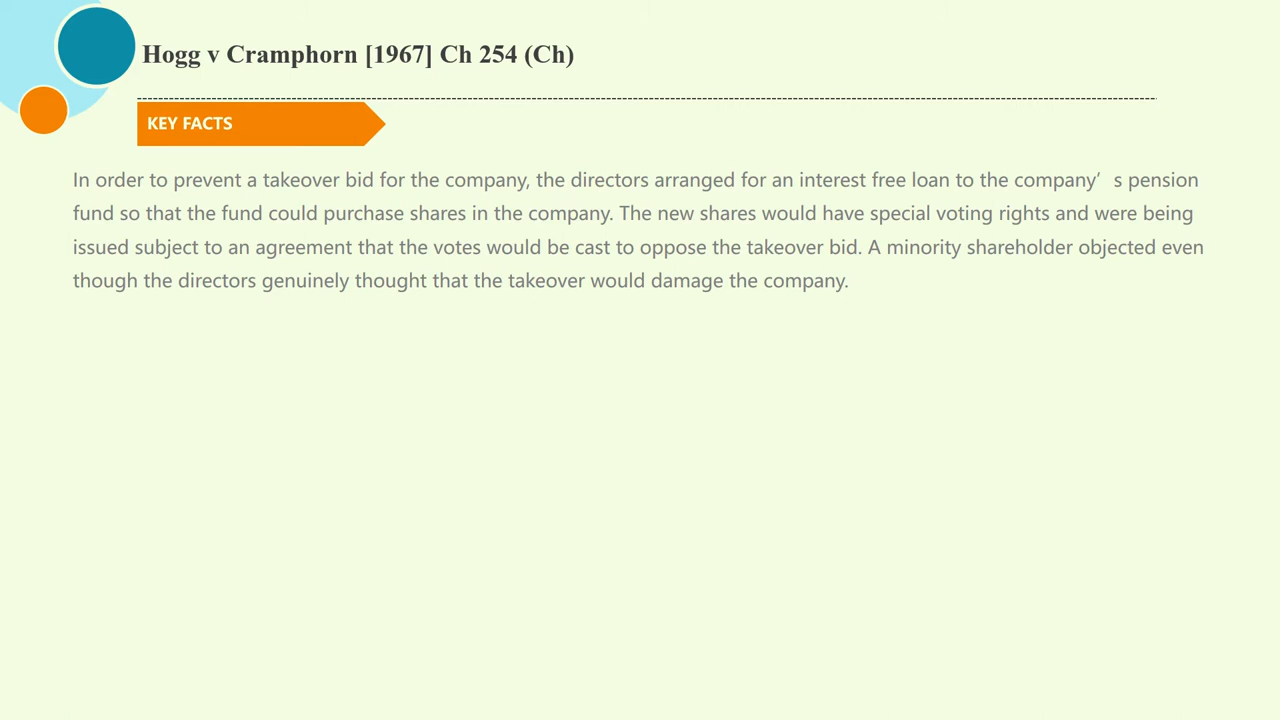 Hogg v Cramphorn [1967] Ch 254 (Ch)
KEY FACTS
In order to prevent a takeover bid for the company, the directors arranged for an interest free loan to the company’s pension
fund so that the fund could purchase shares in the company. The new shares would have special voting rights and were being
issued subject to an agreement that the votes would be cast to oppose the takeover bid. A minority shareholder objected even
though the directors genuinely thought that the takeover would damage the company.